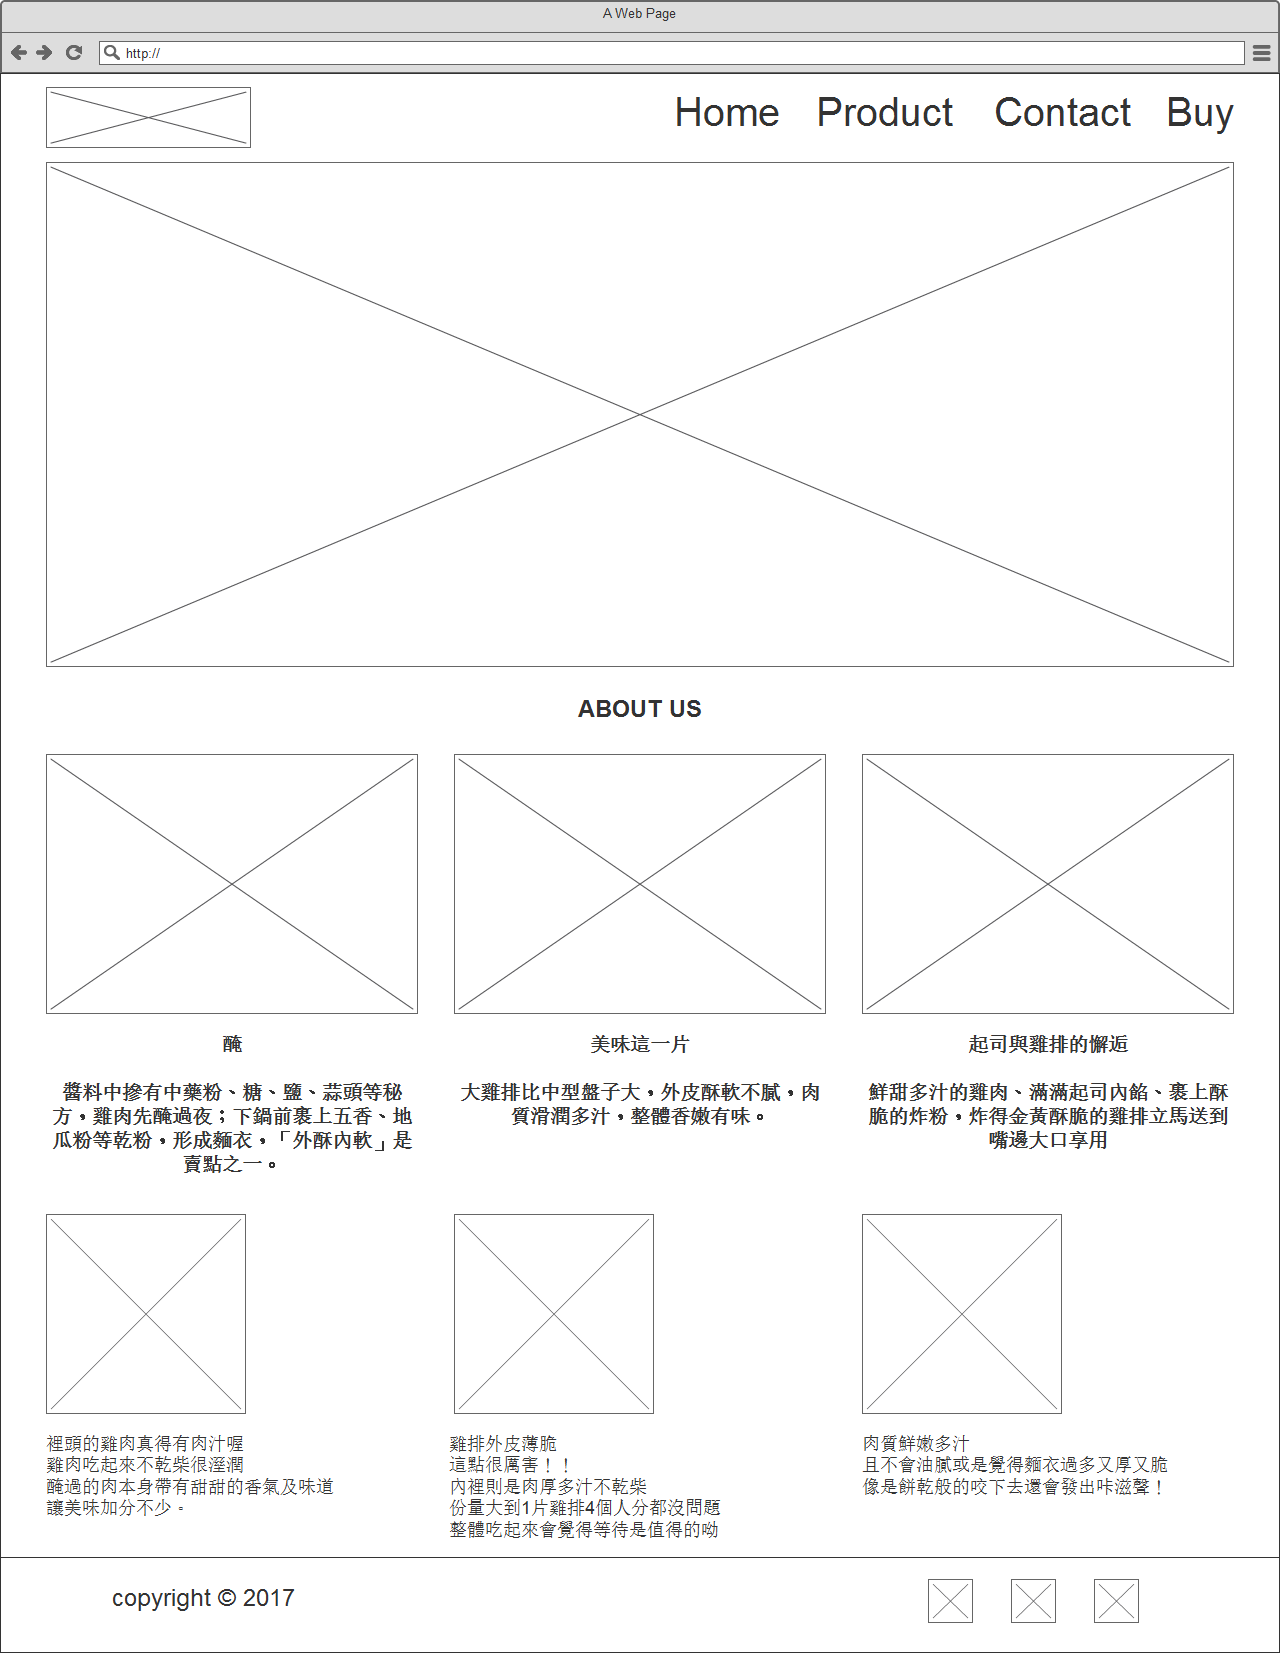 A Web Page
http://
Home Product Contact Buy
ABOUT US
醃
醬料中摻有中藥粉、糖、鹽、蒜頭等秘
方，雞肉先醃過夜；下鍋前裹上五香、地
瓜粉等乾粉，形成麵衣，「外酥內軟」是
賣點之一。
美味這一片
大雞排比中型盤子大，外皮酥軟不膩，肉
質滑潤多汁，整體香嫩有味。
起司與雞排的懈逅
鮮甜多汁的雞肉、滿滿起司內餡、裹上酥
脆的炸粉，炸得金黃酥脆的雞排立馬送到
嘴邊大口享用
裡頭的雞肉真得有肉汁喔
雞肉吃起來不乾柴很溼潤
醃過的肉本身帶有甜甜的香氣及味道
讓美味加分不少。
雞排外皮薄脆
這點很厲害！！
內裡則是肉厚多汁不乾柴
份量大到1片雞排4個人分都沒問題
整體吃起來會覺得等待是值得的呦
肉質鮮嫩多汁
且不會油膩或是覺得麵衣過多又厚又脆
像是餅乾般的咬下去還會發出咔滋聲！
copyright © 2017